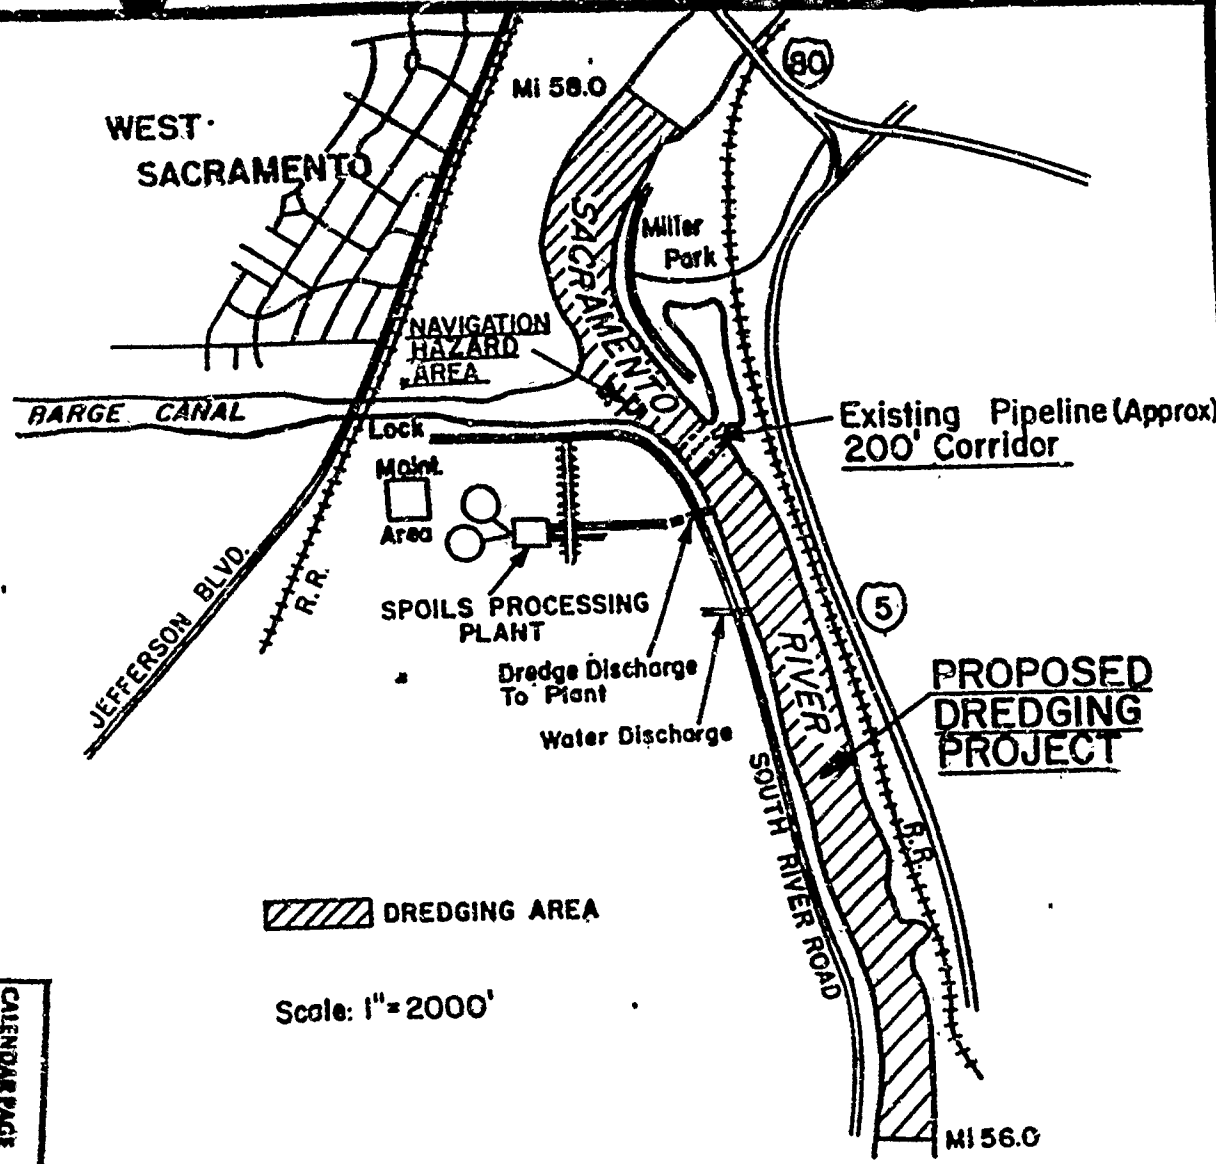 80
Mi 58.0
WEST
SACRAMENTO
SACRAMENTO
Miller
Park
NAVIGATION
HAZARD
AREA
BARGE CANAL
Lock
Existing Pipeline (Approx)
200' Corridor
Maint.
Area
SPOILS PROCESSING
PLANT
R.R.
JEFFERSON BLVD.
5
RIVER
Dredge Discharge
To Plant
Water Discharge
PROPOSED
DREDGING
PROJECT
SOUTH RIVER ROAD
R.R.
DREDGING AREA
Scale: 1"=2000'
CALENDAR PAGE
Mi 56.0